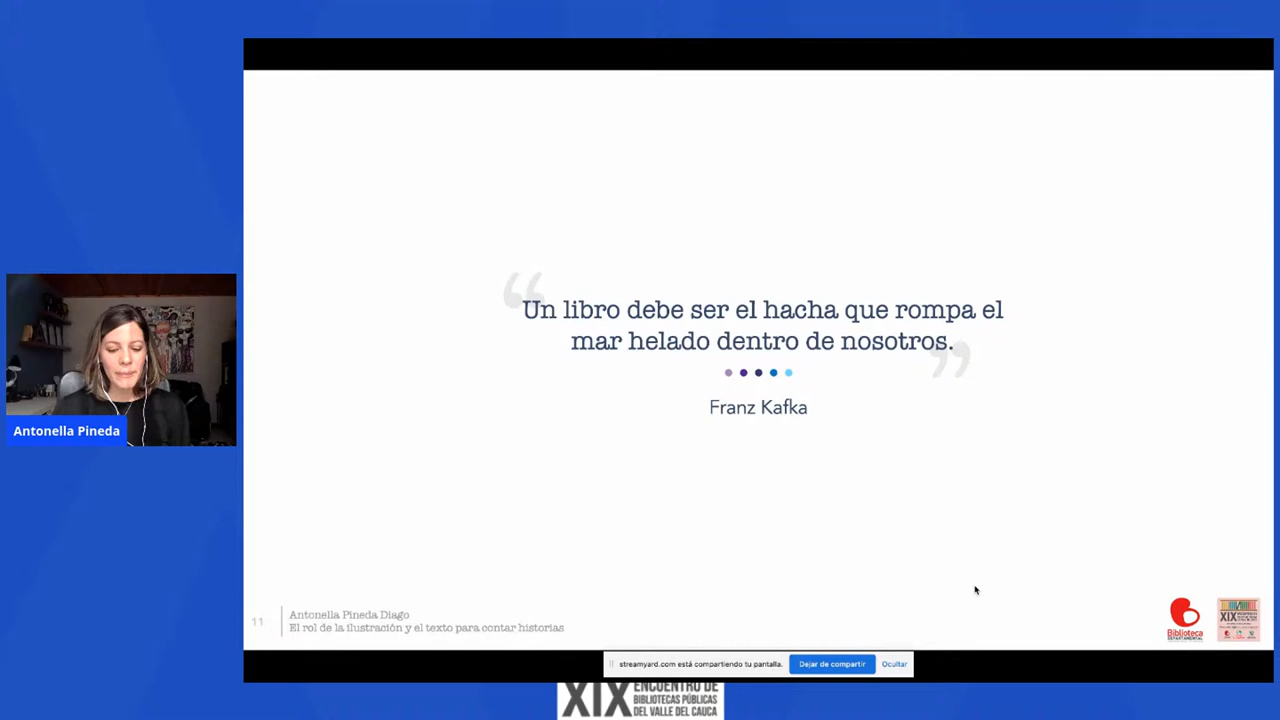 “Un libro debe ser el hacha que rompa el
mar helado dentro de nosotros.”
Franz Kafka
Antonella Pineda
11
Antonella Pineda Diago
El rol de la ilustración y el texto para contar historias
Biblioteca
DEPARTAMENTAL
XIX
streamyard.com está compartiendo tu pantalla.
Dejar de compartir
Ocultar
XIX ENCUENTRO DE
BIBLIOTECAS PÚBLICAS
DEL VALLE DEL CAUCA